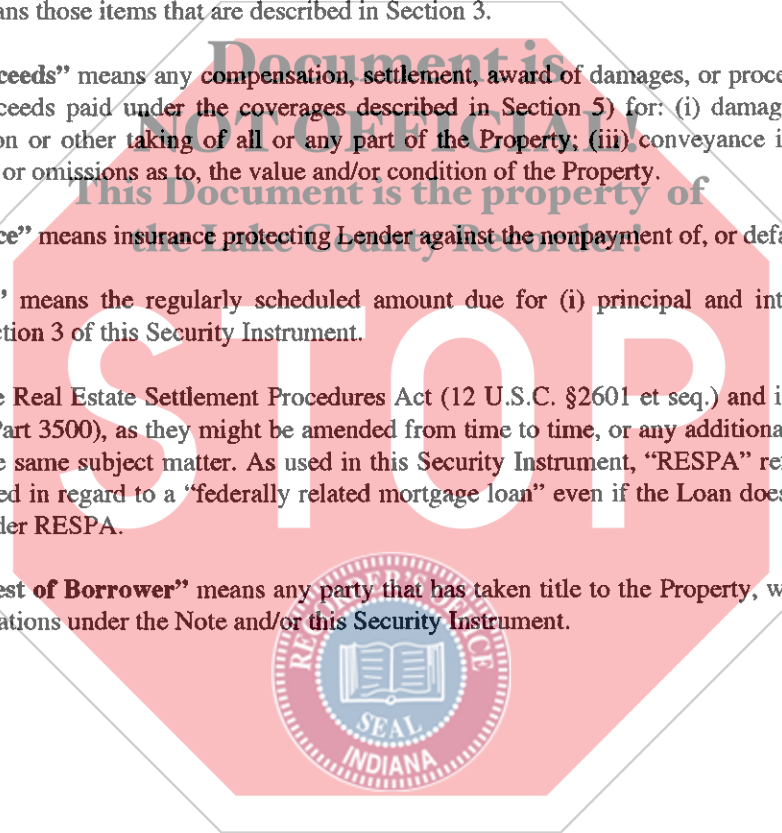 ans those items that are described in Section 3.
Document is
ceeds” means any compensation, settlement, award of damages, or proce
ceeds paid under the coverages described in Section 5) for: (i) damag
NOT OFFICIAL!
on or other taking of all or any part of the Property; (iii) conveyance i
or omissions as to, the value and/or condition of the Property.
This Document is the property of
the Lake County Recorder!
ce” means insurance protecting Lender against the nonpayment of, or defa
” means the regularly scheduled amount due for (i) principal and int
ction 3 of this Security Instrument.
STOP
e Real Estate Settlement Procedures Act (12 U.S.C. §2601 et seq.) and i
Part 3500), as they might be amended from time to time, or any additiona
e same subject matter. As used in this Security Instrument, “RESPA” re
ed in regard to a “federally related mortgage loan” even if the Loan does
der RESPA.
est of Borrower” means any party that has taken title to the Property, w
ations under the Note and/or this Security Instrument.
RECORDER'S OFFICE
SEAL
INDIANA